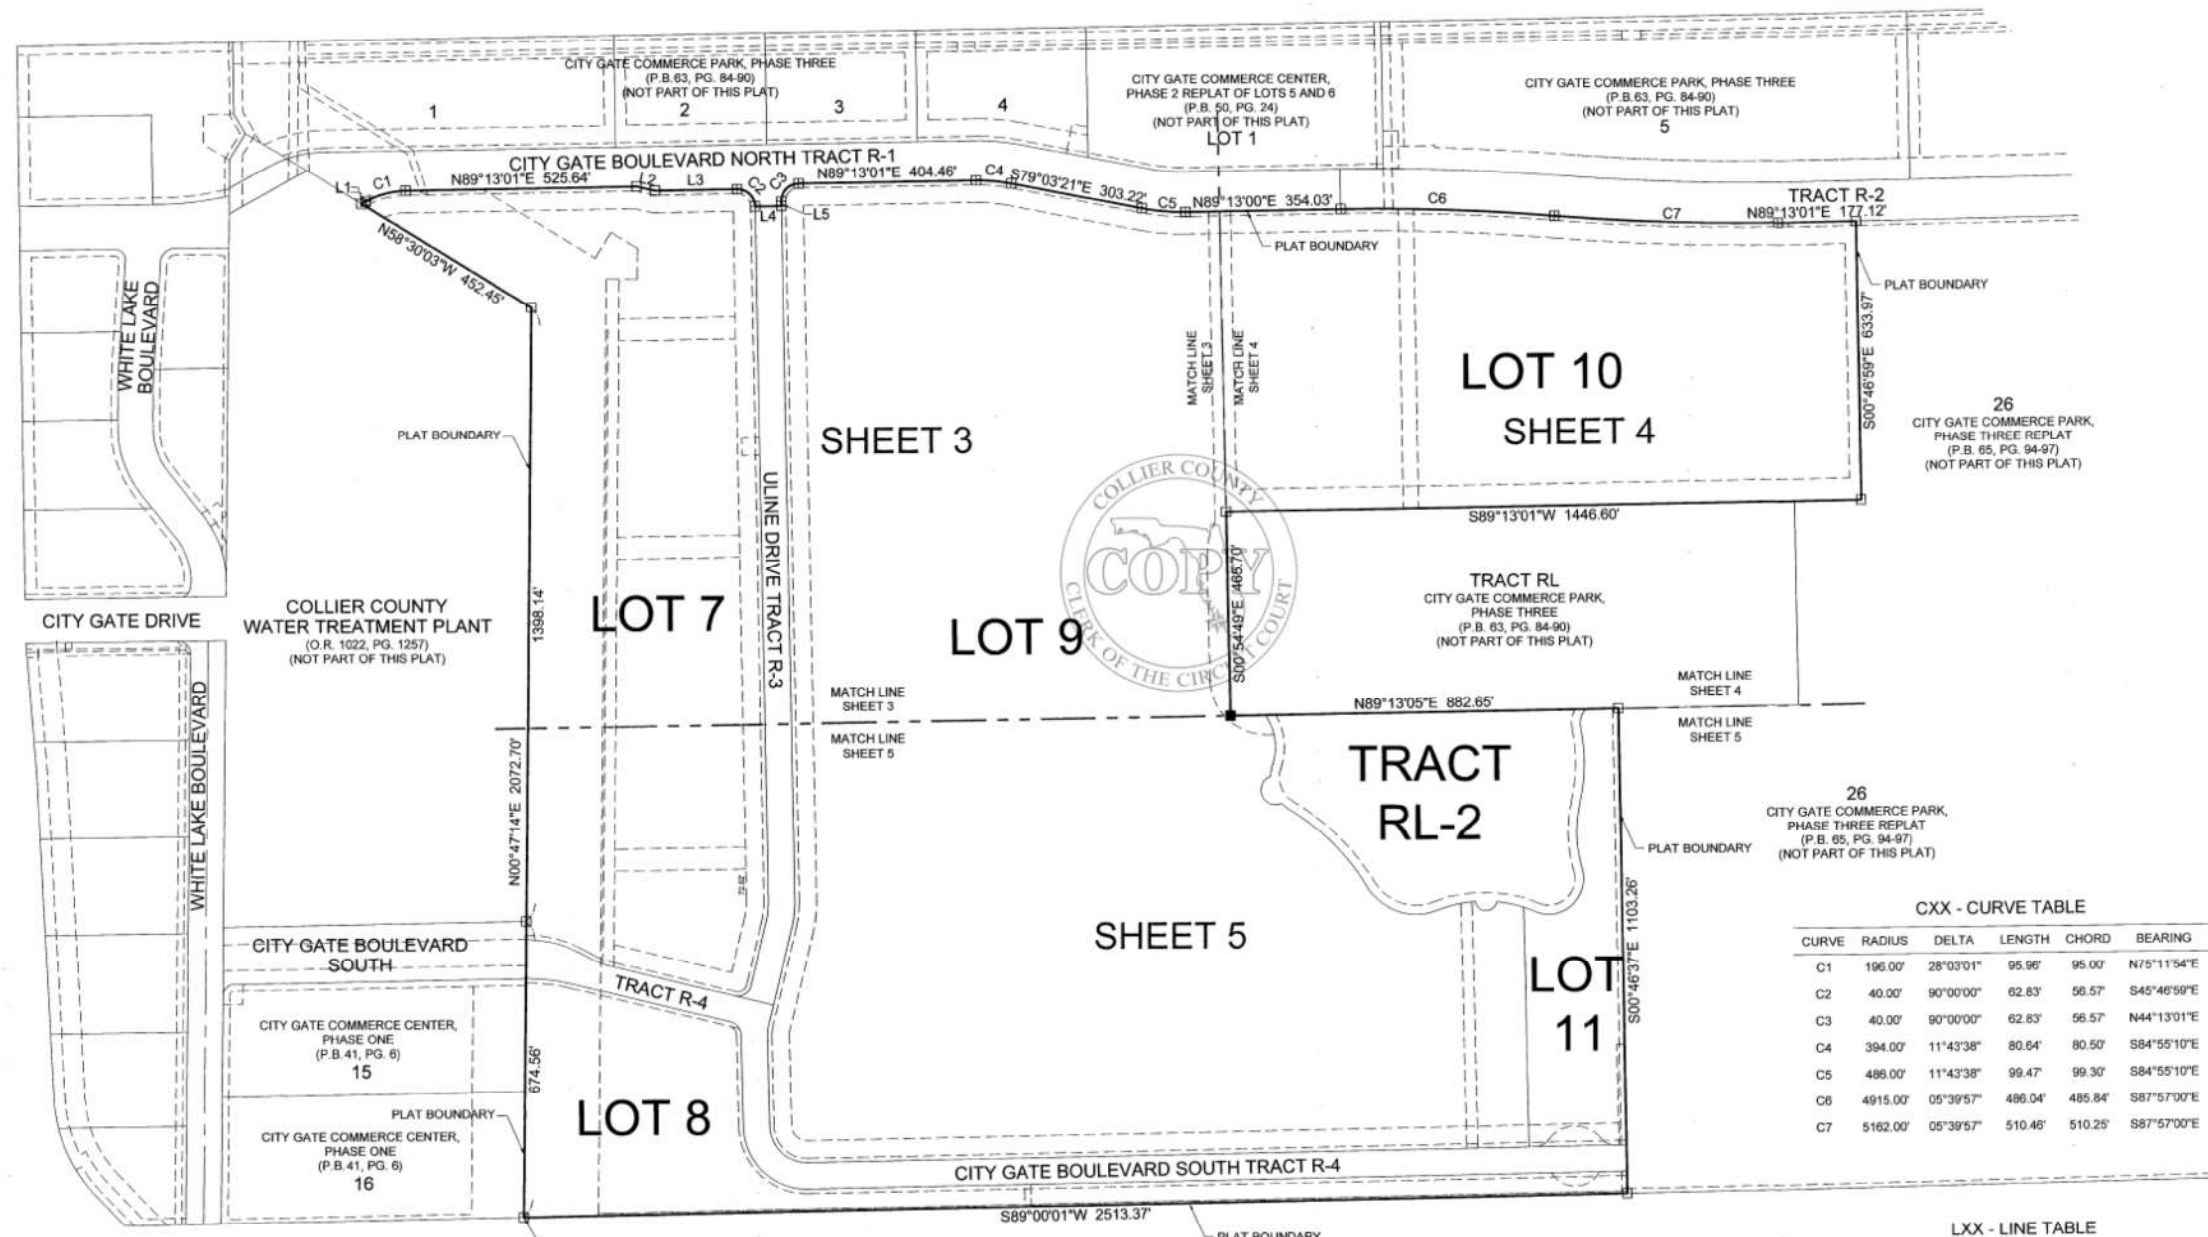 CITY GATE COMMERCE PARK, PHASE THREE
(P.B.63, PG. 84-90)
(NOT PART OF THIS PLAT)
1
2
3
4
CITY GATE COMMERCE CENTER,
PHASE 2 REPLAT OF LOTS 5 AND 6
(P.B. 50, PG. 24)
(NOT PART OF THIS PLAT)
LOT 1
CITY GATE COMMERCE PARK, PHASE THREE
(P.B.63, PG. 84-90)
(NOT PART OF THIS PLAT)
5
CITY GATE BOULEVARD NORTH TRACT R-1
L1
C1
N89°13'01"E 525.64'
L2
L3
C2
C3
L4
L5
N89°13'01"E 404.46'
C4
S79°03'21"E 303.22'
C5
N89°13'00"E 354.03'
C6
C7
TRACT R-2
N89°13'01"E 177.12'
PLAT BOUNDARY
PLAT BOUNDARY
N58°30'03"W 452.45'
WHITE LAKE
BOULEVARD
MATCH LINE
SHEET 3
MATCH LINE
SHEET 4
S00°46'59"E 633.97'
LOT 10
SHEET 4
26
CITY GATE COMMERCE PARK,
PHASE THREE REPLAT
(P.B. 65, PG. 94-97)
(NOT PART OF THIS PLAT)
PLAT BOUNDARY
SHEET 3
ULINE DRIVE TRACT R-3
COLLIER COUNTY
COPY
CLERK OF THE CIRCUIT COURT
S89°13'01"W 1446.60'
S00°54'49"E 465.70'
TRACT RL
CITY GATE COMMERCE PARK,
PHASE THREE
(P.B. 63, PG. 84-90)
(NOT PART OF THIS PLAT)
CITY GATE DRIVE
COLLIER COUNTY
WATER TREATMENT PLANT
(O.R. 1022, PG. 1257)
(NOT PART OF THIS PLAT)
1398.14'
LOT 7
LOT 9
MATCH LINE
SHEET 3
MATCH LINE
SHEET 5
MATCH LINE
SHEET 4
MATCH LINE
SHEET 5
N89°13'05"E 882.65'
TRACT
RL-2
WHITE LAKE BOULEVARD
N00°47'14"E 2072.70'
26
CITY GATE COMMERCE PARK,
PHASE THREE REPLAT
(P.B. 65, PG. 94-97)
(NOT PART OF THIS PLAT)
PLAT BOUNDARY
S00°46'37"E 1103.26'
SHEET 5
CITY GATE BOULEVARD
SOUTH
TRACT R-4
LOT
11
CITY GATE COMMERCE CENTER,
PHASE ONE
(P.B.41, PG. 6)
15
674.56'
PLAT BOUNDARY
CITY GATE COMMERCE CENTER,
PHASE ONE
(P.B.41, PG. 6)
16
LOT 8
CITY GATE BOULEVARD SOUTH TRACT R-4
S89°00'01"W 2513.37'
PLAT BOUNDARY
CXX - CURVE TABLE
CURVE RADIUS DELTA LENGTH CHORD BEARING
C1 196.00' 28°03'01" 95.96' 95.00' N75°11'54"E
C2 40.00' 90°00'00" 62.83' 56.57' S45°46'59"E
C3 40.00' 90°00'00" 62.83' 56.57' N44°13'01"E
C4 394.00' 11°43'38" 80.64' 80.50' S84°55'10"E
C5 486.00' 11°43'38" 99.47' 99.30' S84°55'10"E
C6 4915.00' 05°39'57" 486.04' 485.84' S87°57'00"E
C7 5162.00' 05°39'57" 510.46' 510.25' S87°57'00"E
LXX - LINE TABLE